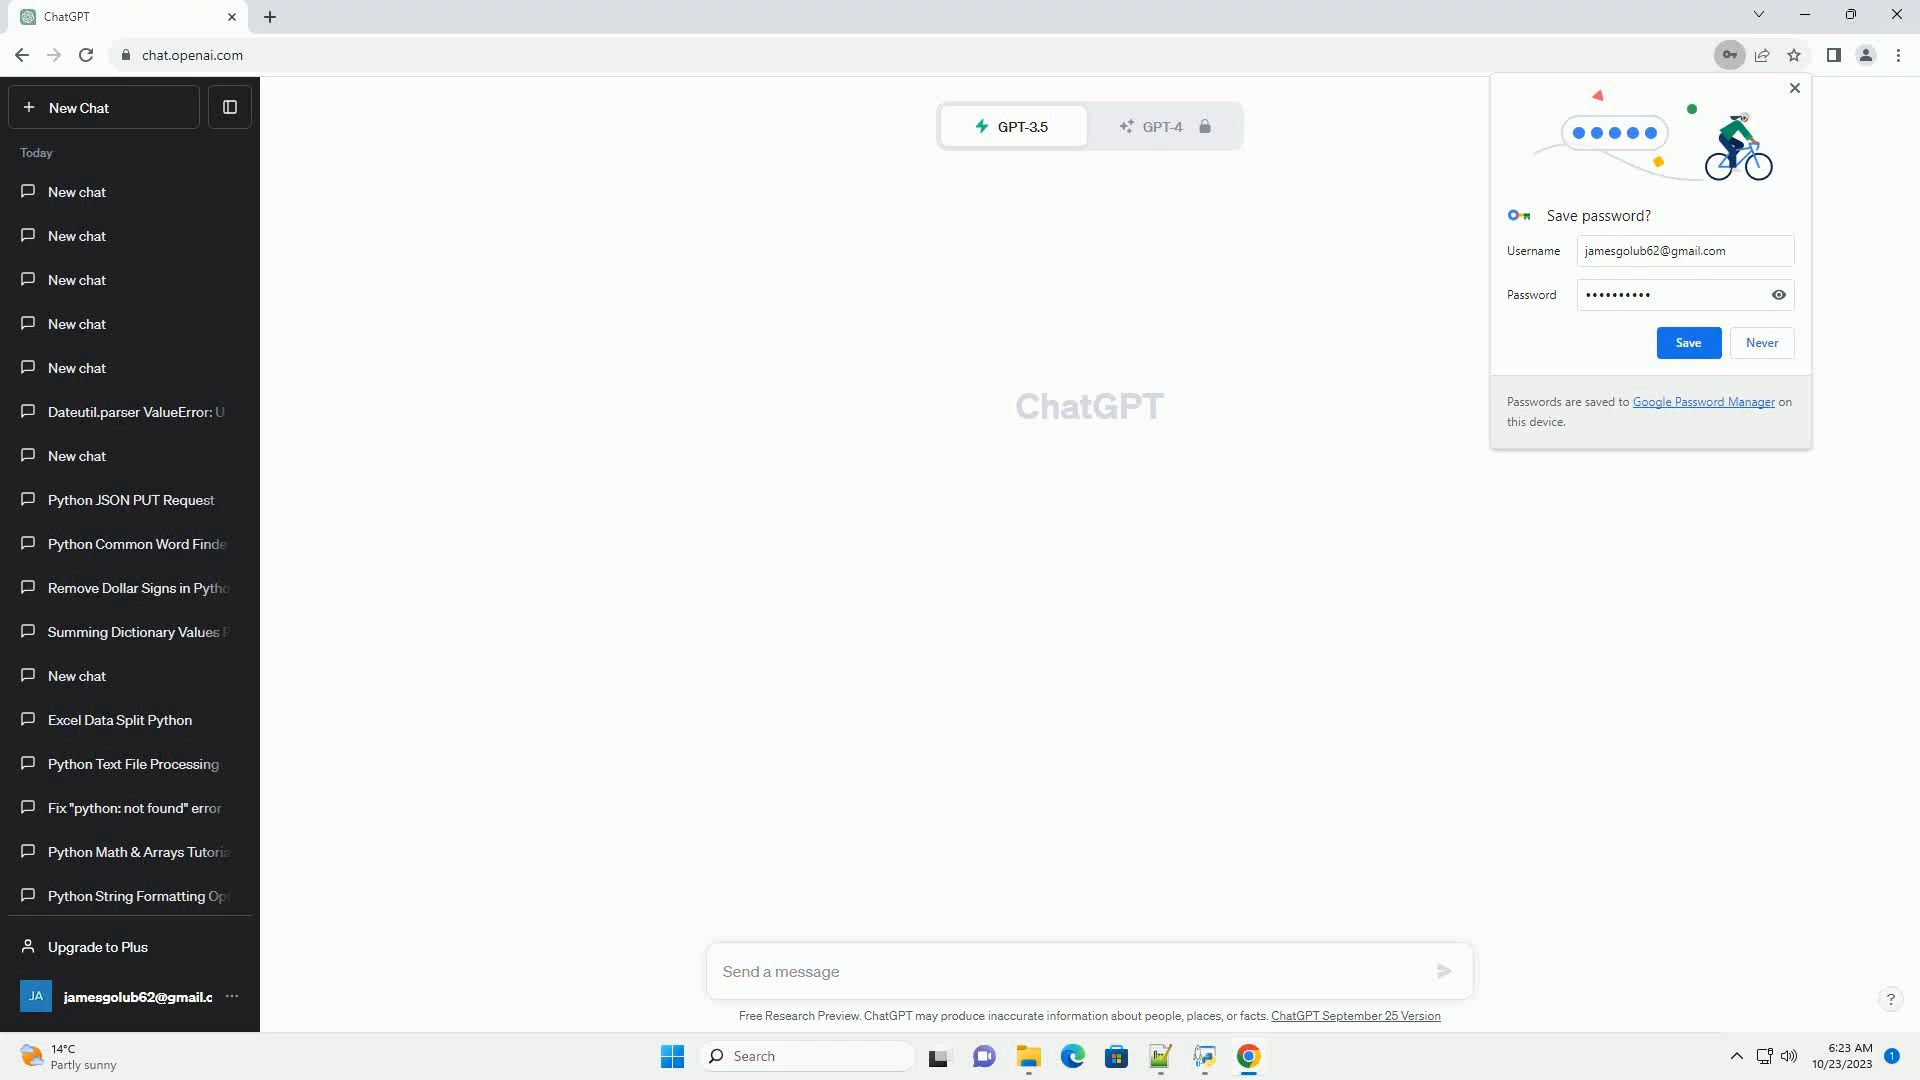 ChatGPT
chat.openai.com
New Chat
Today
New chat
New chat
New chat
New chat
New chat
Dateutil.parser ValueError: U
New chat
Python JSON PUT Request
Python Common Word Finde
Remove Dollar Signs in Pytho
Summing Dictionary Values P
New chat
Excel Data Split Python
Python Text File Processing
Fix "python: not found" error
Python Math & Arrays Tutoria
Python String Formatting Opt
Upgrade to Plus
JA jamesgolub62@gmail.c
GPT-3.5 GPT-4
ChatGPT
Save password?
Username jamesgolub62@gmail.com
Password ••••••••••
Save Never
Passwords are saved to Google Password Manager on
this device.
Send a message
Free Research Preview. ChatGPT may produce inaccurate information about people, places, or facts. ChatGPT September 25 Version
?
14°C
Partly sunny
Search
6:23 AM
10/23/2023
1